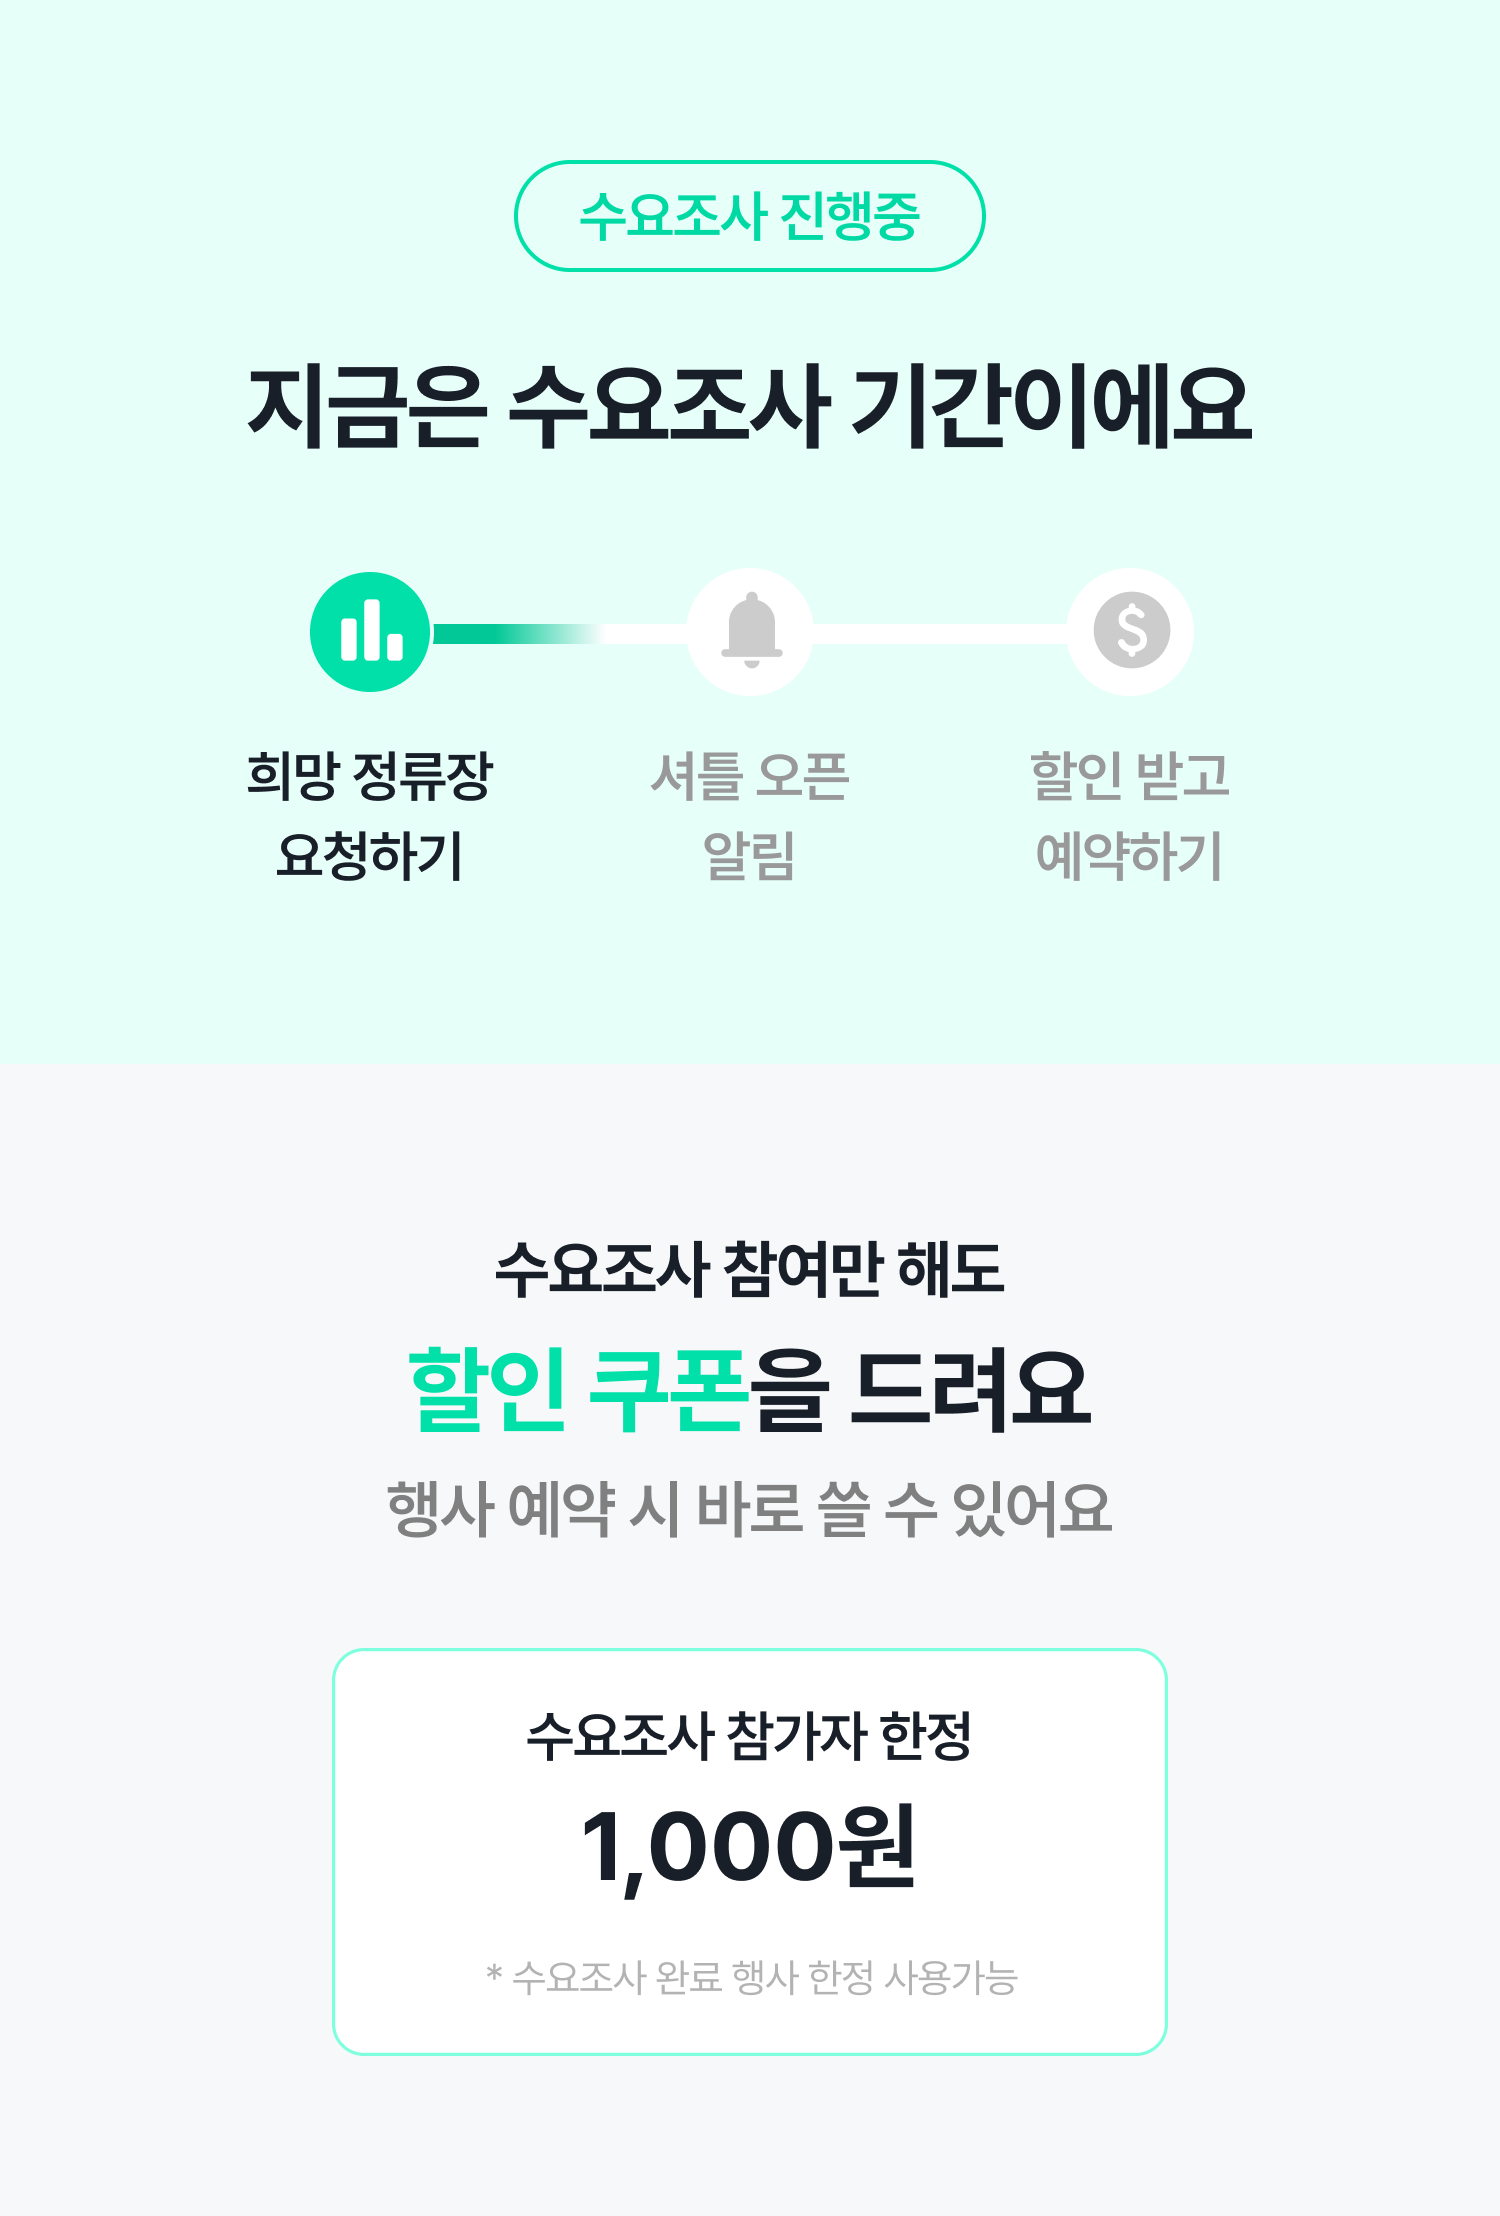 수요조사 진행중
지금은 수요조사 기간이에요
희망 정류장
요청하기
셔틀 오픈
알림
할인 받고
예약하기
수요조사 참여만 해도
할인 쿠폰을 드려요
행사 예약 시 바로 쓸 수 있어요
수요조사 참가자 한정
1,000원
* 수요조사 완료 행사 한정 사용가능